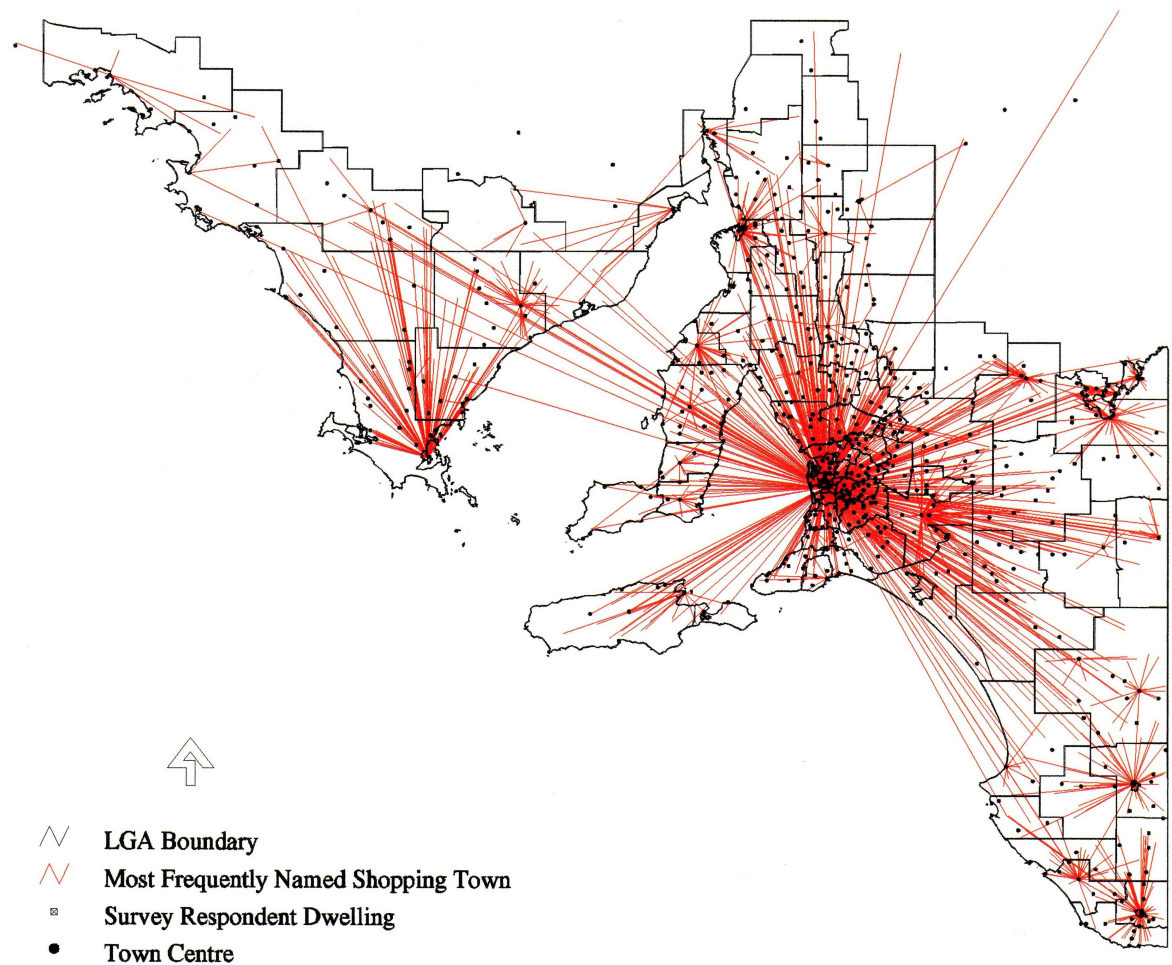 LGA Boundary
Most Frequently Named Shopping Town
Survey Respondent Dwelling
Town Centre